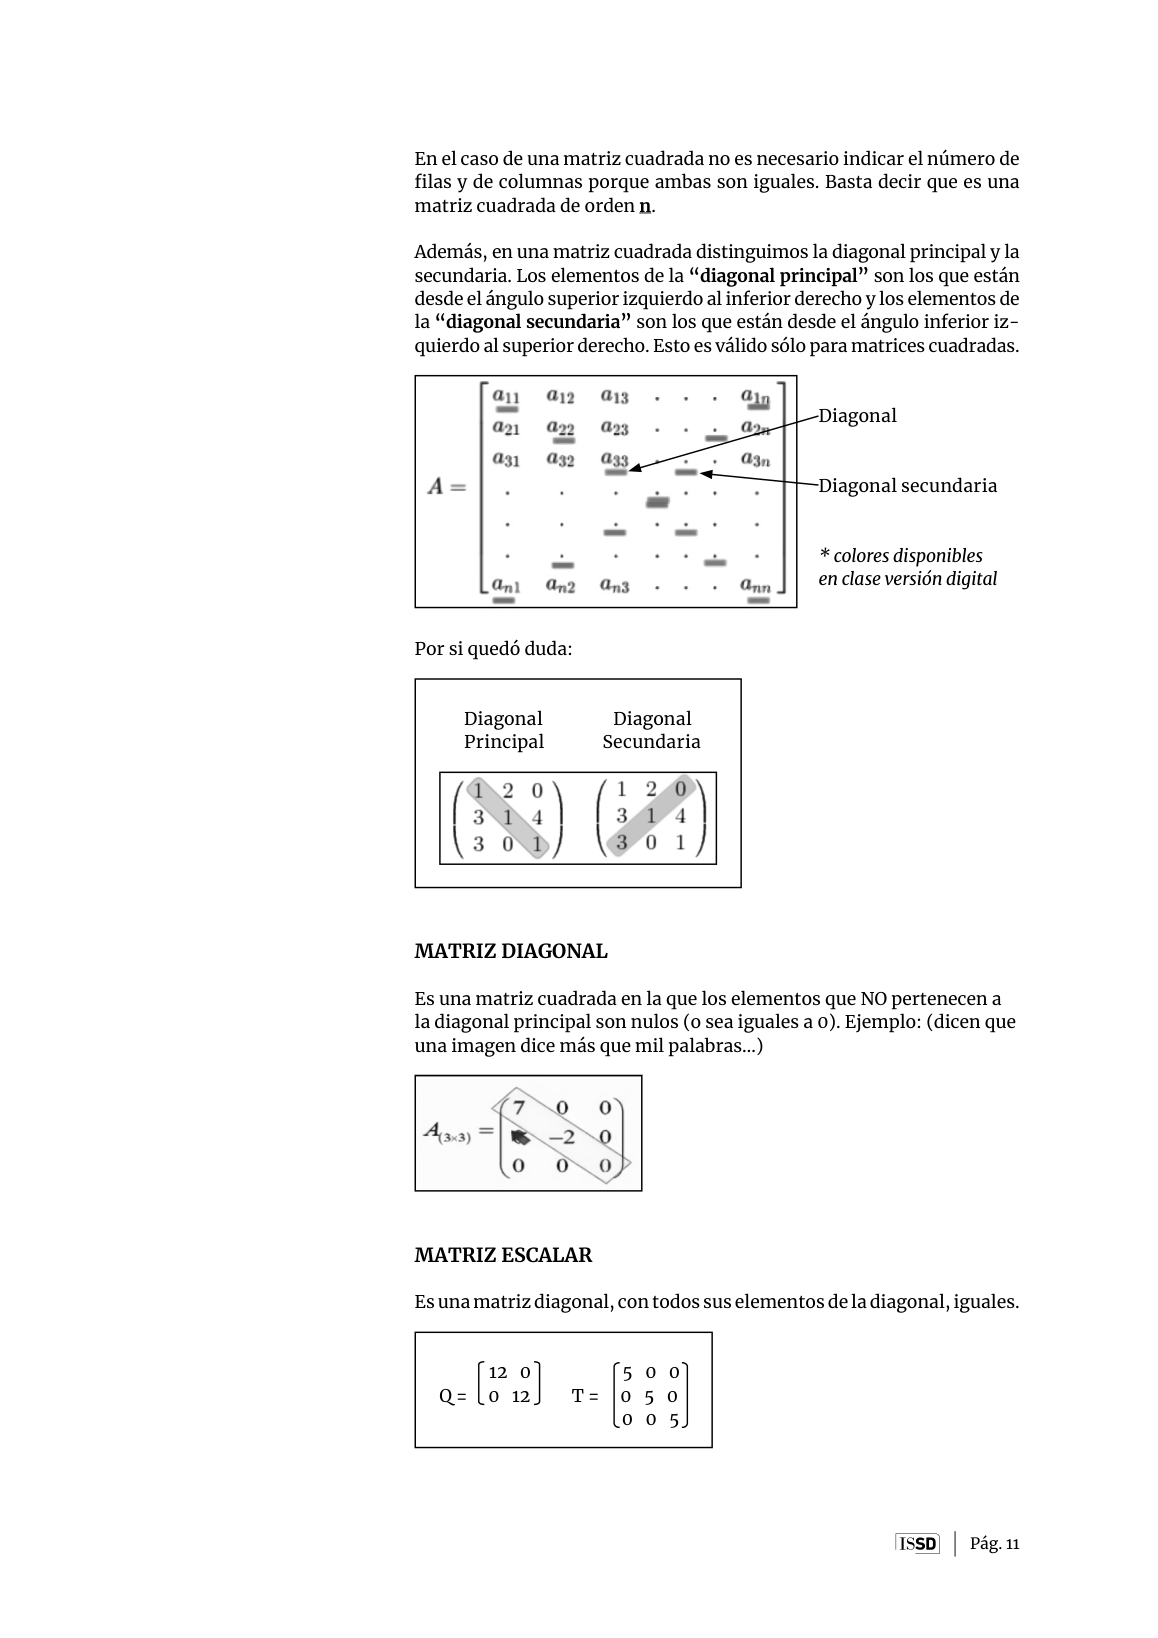 En el caso de una matriz cuadrada no es necesario indicar el número de
filas y de columnas porque ambas son iguales. Basta decir que es una
matriz cuadrada de orden n.
Además, en una matriz cuadrada distinguimos la diagonal principal y la
secundaria. Los elementos de la “diagonal principal” son los que están
desde el ángulo superior izquierdo al inferior derecho y los elementos de
la “diagonal secundaria” son los que están desde el ángulo inferior iz-
quierdo al superior derecho. Esto es válido sólo para matrices cuadradas.
a11 a12 a13 . . . a1n
a21 a22 a23 . . . a2n
a31 a32 a33 . . . a3n
A = . . . . . . .
. . . . . . .
. . . . . . .
an1 an2 an3 . . . ann
Diagonal
Diagonal secundaria
* colores disponibles
en clase versión digital
Por si quedó duda:
Diagonal
Principal
Diagonal
Secundaria
1 2 0
3 1 4
3 0 1
1 2 0
3 1 4
3 0 1
MATRIZ DIAGONAL
Es una matriz cuadrada en la que los elementos que NO pertenecen a
la diagonal principal son nulos (o sea iguales a 0). Ejemplo: (dicen que
una imagen dice más que mil palabras...)
7 0 0
A(3×3) = −2 0
0 0 0
MATRIZ ESCALAR
Es una matriz diagonal, con todos sus elementos de la diagonal, iguales.
12 0
Q = 0 12
5 0 0
T = 0 5 0
0 0 5
ISSD | Pág. 11